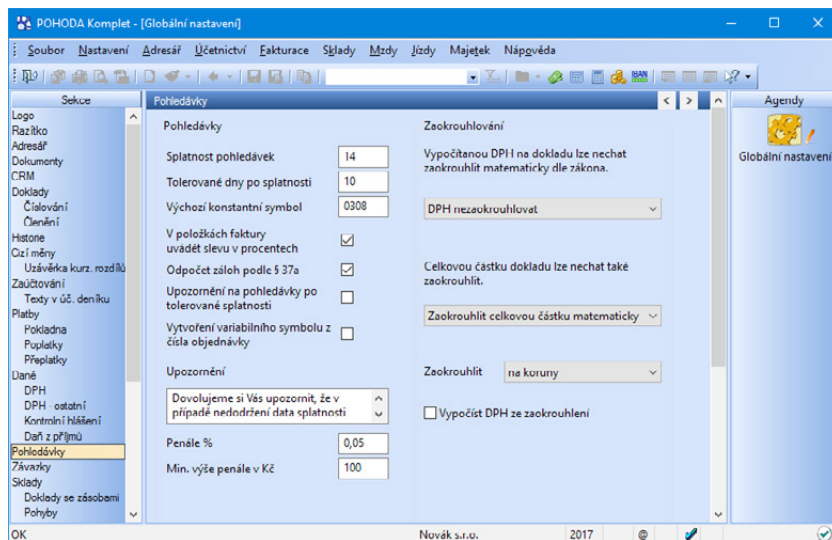 POHODA Komplet - [Globální nastavení]
Soubor Nastavení Adresář Účetnictví Fakturace Sklady Mzdy Jízdy Majetek Nápověda
IBAN
Sekce
Logo
Razítko
Adresář
Dokumenty
CRM
Doklady
Číslování
Členění
Historie
Cizí měny
Uzávěrka kurz. rozdílů
Zaúčtování
Texty v úč. deníku
Platby
Pokladna
Poplatky
Přeplatky
Daně
DPH
DPH - ostatní
Kontrolní hlášení
Daň z příjmů
Pohledávky
Závazky
Sklady
Doklady se zásobami
Pohyby
Pohledávky
Pohledávky
Splatnost pohledávek 14
Tolerované dny po splatnosti 10
Výchozí konstantní symbol 0308
V položkách faktury
uvádět slevu v procentech
Odpočet záloh podle § 37a
Upozornění na pohledávky po
tolerované splatnosti
Vytvoření variabilního symbolu z
čísla objednávky
Upozornění
Dovolujeme si Vás upozornit, že v
případě nedodržení data splatnosti
Penále % 0,05
Min. výše penále v Kč 100
Zaokrouhlování
Vypočítanou DPH na dokladu lze nechat
zaokrouhlit matematicky dle zákona.
DPH nezaokrouhlovat
Celkovou částku dokladu lze nechat také
zaokrouhlit.
Zaokrouhlit celkovou částku matematicky
Zaokrouhlit na koruny
Vypočíst DPH ze zaokrouhlení
Agendy
Globální nastavení
OK Novák s.r.o. 2017 @